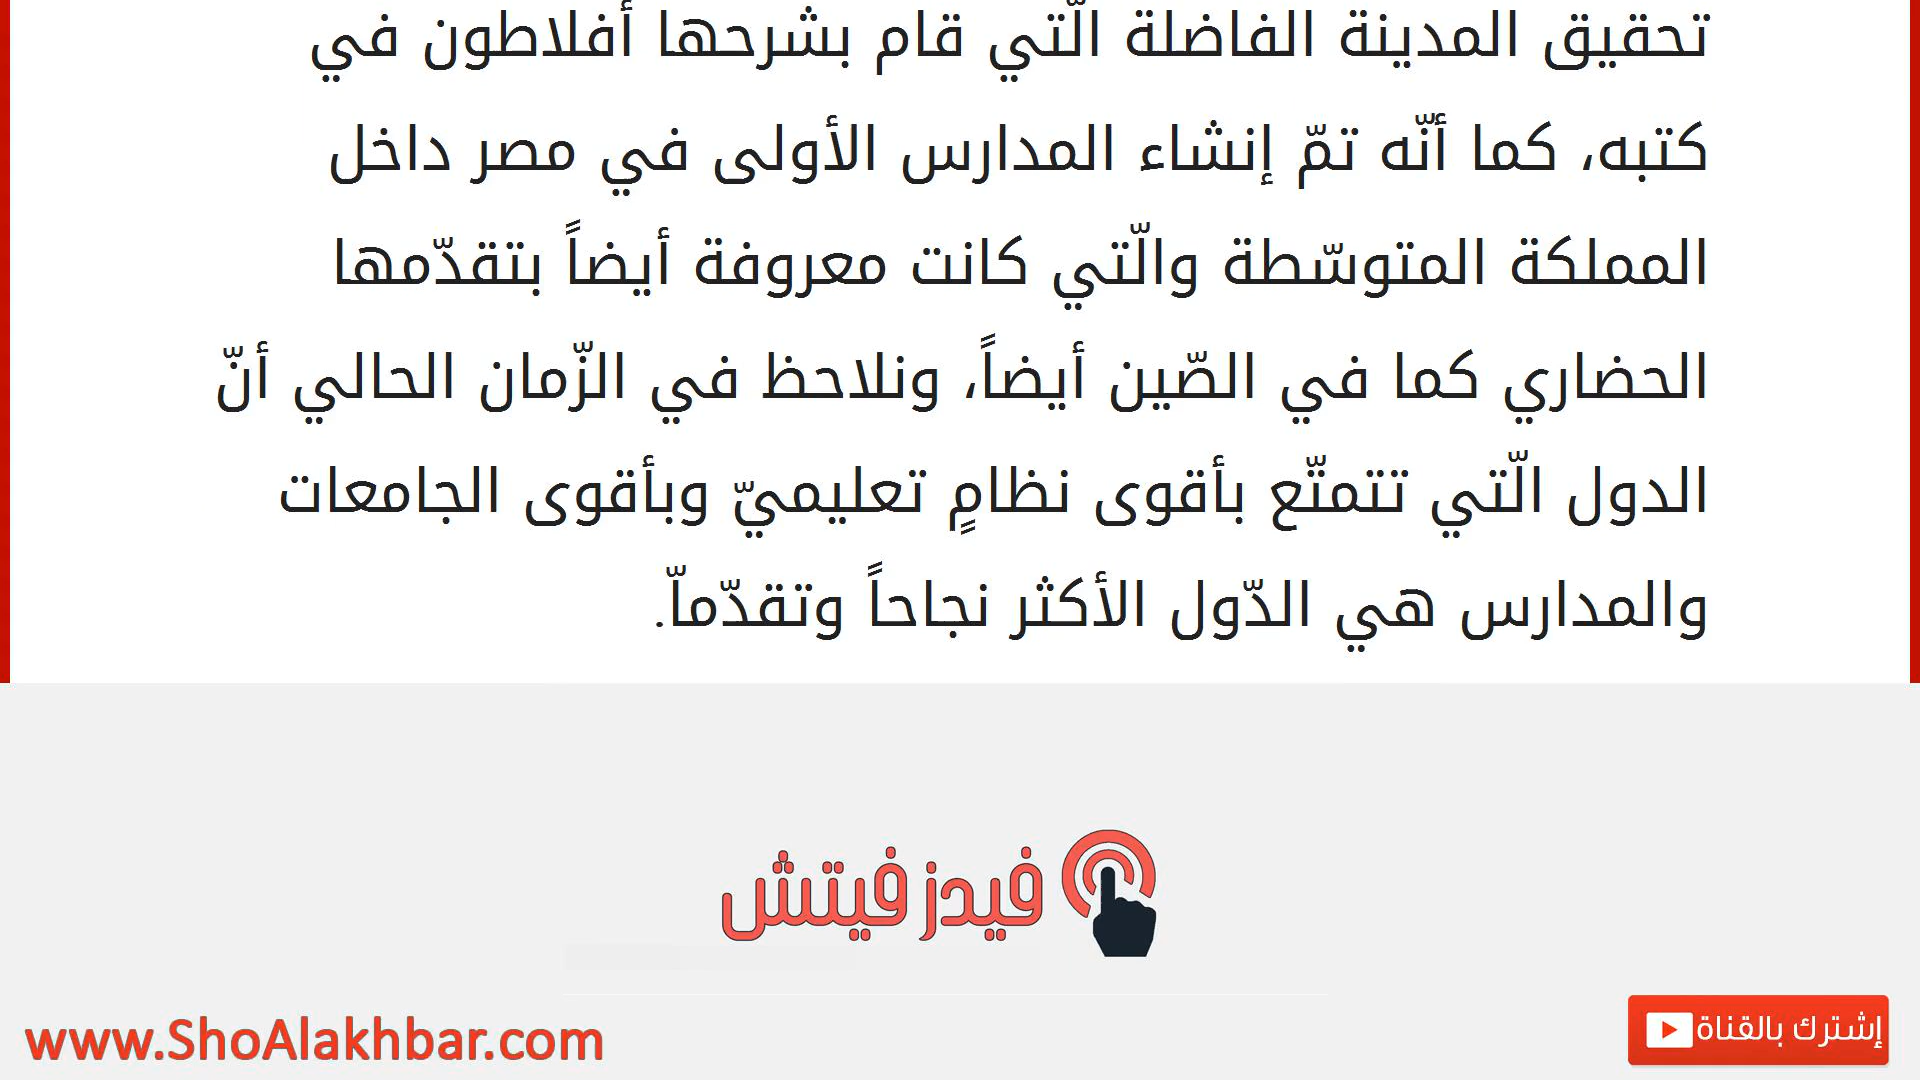 تحقيق المدينة الفاضلة الّتي قام بشرحها أفلاطون في
كتبه، كما أنّه تمّ إنشاء المدارس الأولى في مصر داخل
المملكة المتوسّطة والّتي كانت معروفة أيضاً بتقدّمها
الحضاري كما في الصّين أيضاً، ونلاحظ في الزّمان الحالي أنّ
الدول الّتي تتمتّع بأقوى نظامٍ تعليميّ وبأقوى الجامعات
والمدارس هي الدّول الأكثر نجاحاً وتقدّماّ.
فيدز فيتش
www.ShoAlakhbar.com
إشترك بالقناة